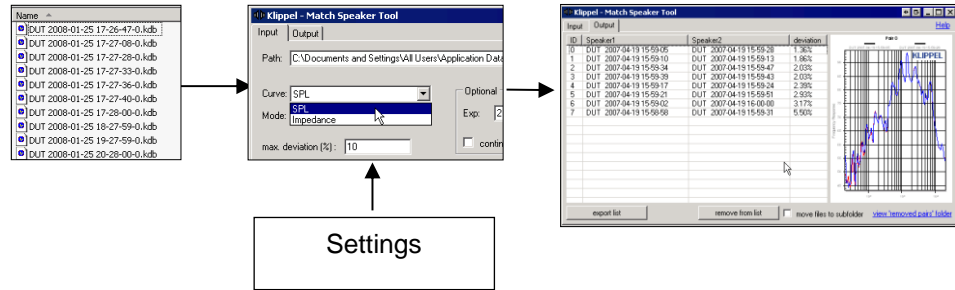 Name
DUT 2008-01-25 17-26-47-0.kdb
DUT 2008-01-25 17-27-08-0.kdb
DUT 2008-01-25 17-27-28-0.kdb
DUT 2008-01-25 17-27-33-0.kdb
DUT 2008-01-25 17-27-36-0.kdb
DUT 2008-01-25 17-27-40-0.kdb
DUT 2008-01-25 17-28-00-0.kdb
DUT 2008-01-25 18-27-59-0.kdb
DUT 2008-01-25 19-27-59-0.kdb
DUT 2008-01-25 20-28-00-0.kdb
Klippel - Match Speaker Tool
Input Output
Path: C:\Documents and Settings\All Users\Application Data
Curve: SPL
SPL
Impedance
Mode:
Optional
Exp: 2
max. deviation (%) : 10
contin
Settings
Klippel - Match Speaker Tool
Input Output Help
ID Speaker1 Speaker2 deviation
0 DUT 2007-04-19 15-59-05 DUT 2007-04-19 15-59-28 1.36%
1 DUT 2007-04-19 15-59-10 DUT 2007-04-19 15-59-13 1.86%
2 DUT 2007-04-19 15-59-34 DUT 2007-04-19 15-59-47 2.03%
3 DUT 2007-04-19 15-59-39 DUT 2007-04-19 15-59-43 2.03%
4 DUT 2007-04-19 15-59-17 DUT 2007-04-19 15-59-24 2.39%
5 DUT 2007-04-19 15-59-21 DUT 2007-04-19 15-59-51 2.93%
6 DUT 2007-04-19 15-59-02 DUT 2007-04-19 16-00-00 3.17%
7 DUT 2007-04-19 15-58-58 DUT 2007-04-19 15-59-31 5.50%
Pair 0
KLIPPEL
export list remove from list move files to subfolder view 'removed pairs' folder